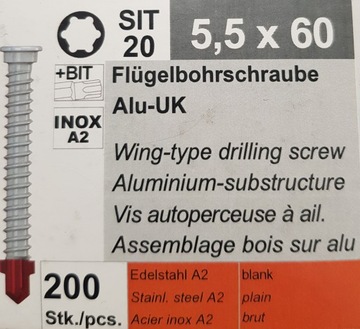 SIT
20
5,5 x 60
+BIT
INOX
A2
Flügelbohrschraube
Alu-UK
Wing-type drilling screw
Aluminium-substructure
Vis autoperceuse à ail.
Assemblage bois sur alu
200
Stk./pcs.
Edelstahl A2 blank
Stainl. steel A2 plain
Acier inox A2 brut